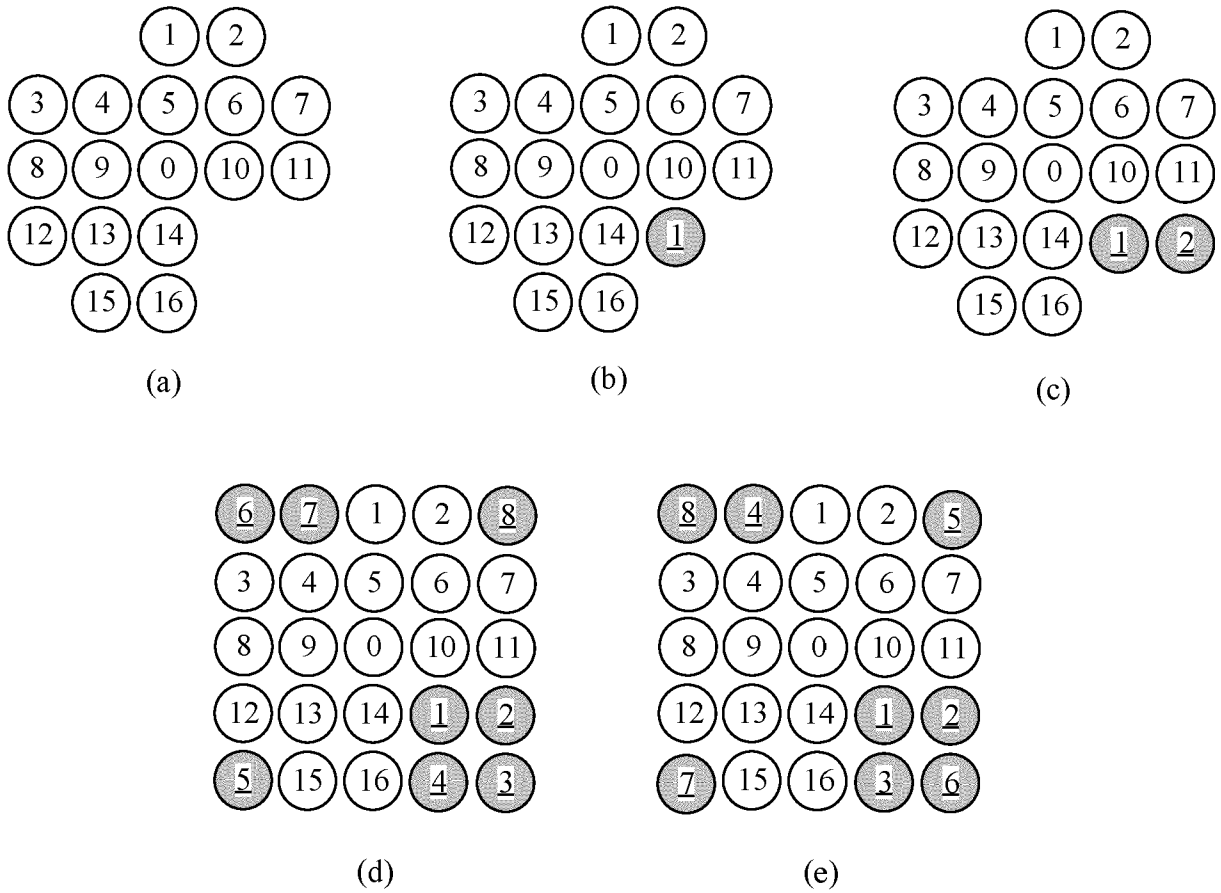 1 2
3 4 5 6 7
8 9 0 10 11
12 13 14
15 16
(a)
1 2
3 4 5 6 7
8 9 0 10 11
12 13 14 1
15 16
(b)
1 2
3 4 5 6 7
8 9 0 10 11
12 13 14 1 2
15 16
(c)
6 7 1 2 8
3 4 5 6 7
8 9 0 10 11
12 13 14 1 2
5 15 16 4 3
(d)
8 4 1 2 5
3 4 5 6 7
8 9 0 10 11
12 13 14 1 2
7 15 16 3 6
(e)